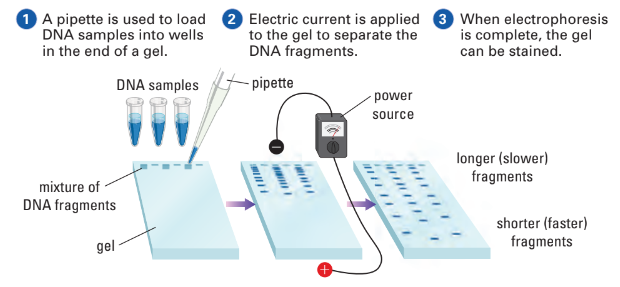 1 A pipette is used to load
DNA samples into wells
in the end of a gel.
2 Electric current is applied
to the gel to separate the
DNA fragments.
3 When electrophoresis
is complete, the gel
can be stained.
DNA samples
pipette
power
source
−
mixture of
DNA fragments
gel
+
longer (slower)
fragments
shorter (faster)
fragments